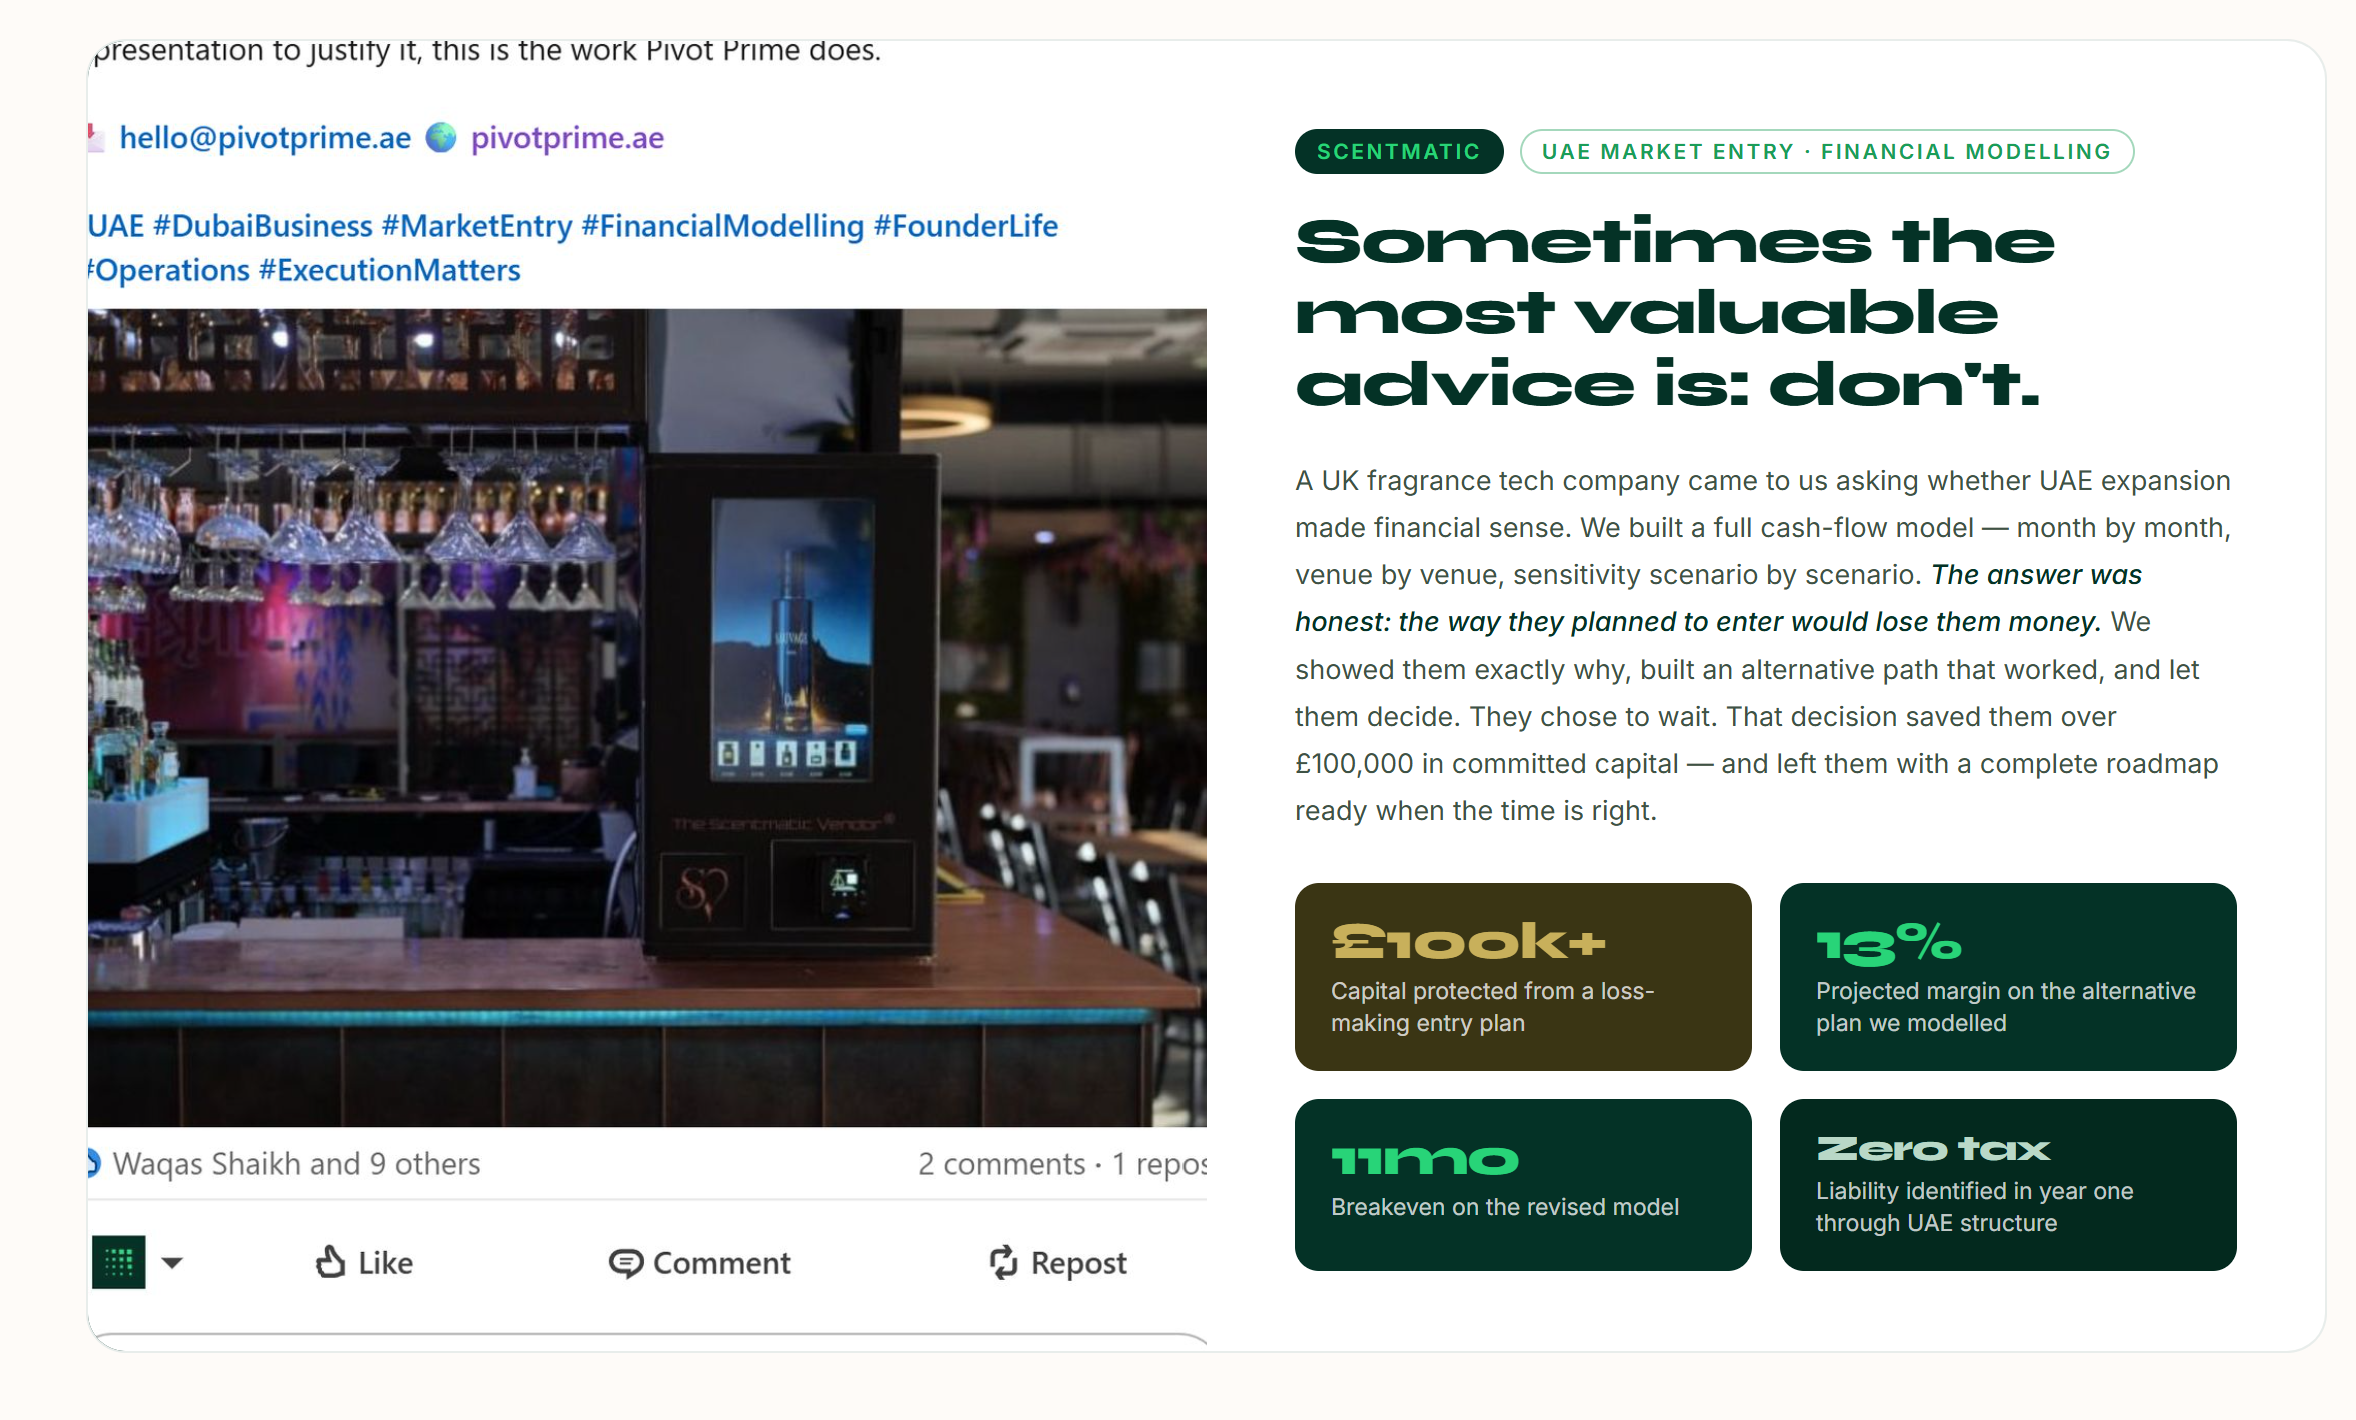 presentation to justify it, this is the work Pivot Prime does.
hello@pivotprime.ae pivotprime.ae
UAE #DubaiBusiness #MarketEntry #FinancialModelling #FounderLife
#Operations #ExecutionMatters
SAUVAGE
Dior
The Scentmatic Vendor®
Waqas Shaikh and 9 others
2 comments · 1 repos
Like
Comment
Repost
SCENTMATIC
UAE MARKET ENTRY · FINANCIAL MODELLING
Sometimes the
most valuable
advice is: don't.
A UK fragrance tech company came to us asking whether UAE expansion
made financial sense. We built a full cash-flow model — month by month,
venue by venue, sensitivity scenario by scenario. The answer was
honest: the way they planned to enter would lose them money. We
showed them exactly why, built an alternative path that worked, and let
them decide. They chose to wait. That decision saved them over
£100,000 in committed capital — and left them with a complete roadmap
ready when the time is right.
£100k+
Capital protected from a loss-
making entry plan
13%
Projected margin on the alternative
plan we modelled
11mo
Breakeven on the revised model
Zero tax
Liability identified in year one
through UAE structure